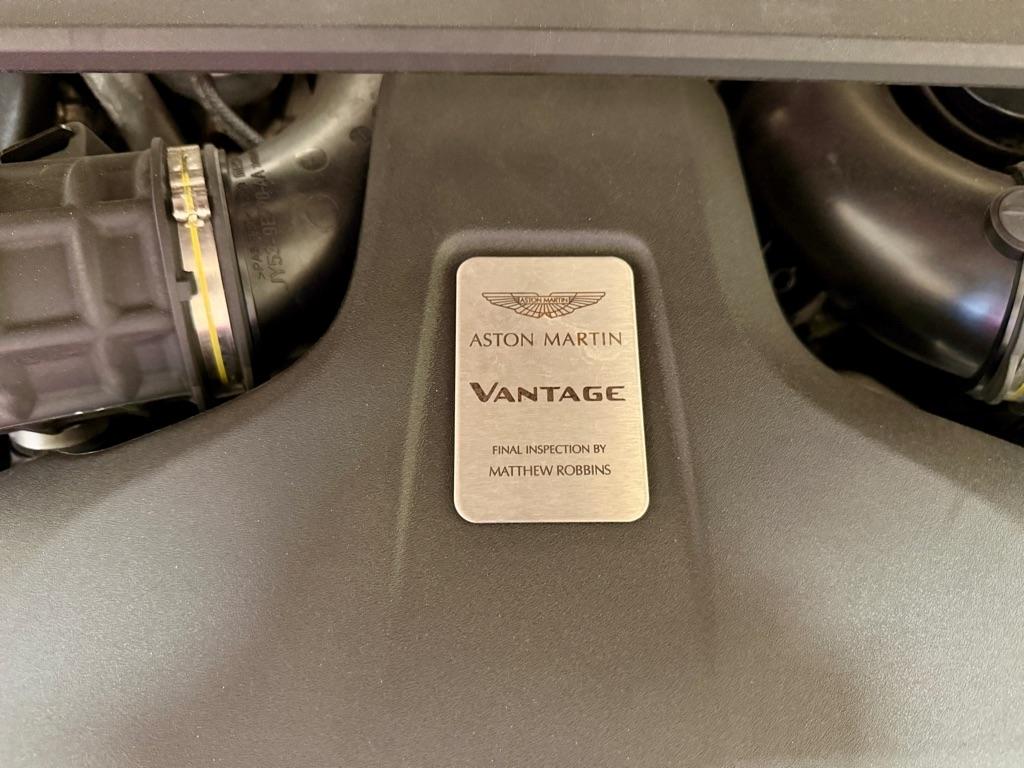 ASTON MARTIN
ASTON MARTIN
VANTAGE
FINAL INSPECTION BY
MATTHEW ROBBINS